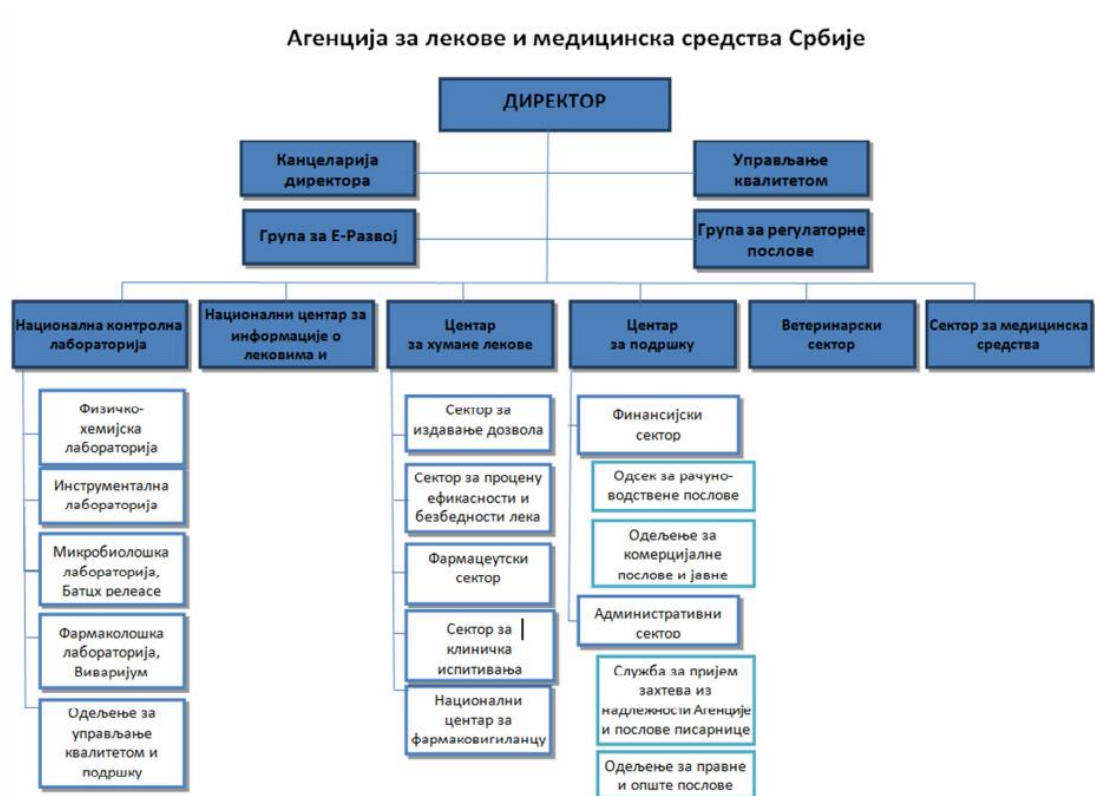 Агенција за лекове и медицинска средства Србије
ДИРЕКТОР
Канцеларија
директора
Управљање
квалитетом
Група за Е-Развој
Група за регулаторне
послове
Национална контролна
лабораторија
Национални центар за
информације о
лековима и
Центар
за хумане лекове
Центар
за подршку
Ветеринарски
сектор
Сектор за медицинска
средства
Физичко-
хемијска
лабораторија
Инструментална
лабораторија
Микробиолошка
лабораторија,
Батцх релеасе
Фармаколошка
лабораторија,
Виваријум
Одељење за
управљање
квалитетом и
подршку
Сектор за
издавање дозвола
Сектор за процену
ефикасности и
безбедности лека
Фармацеутски
сектор
Сектор за
клиничка
испитивања
Национални
центар за
фармаковигиланцу
Финансијски
сектор
Одсек за рачуно-
водствене послове
Одељење за
комерцијалне
послове и јавне
Административни
сектор
Служба за пријем
захтева из
надлежности Агенције
и послове писарнице
Одељење за правне
и опште послове